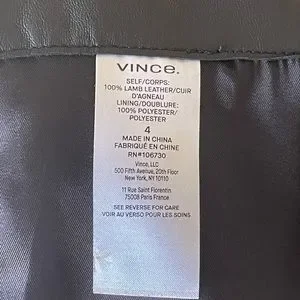 VINCE.
SELF/CORPS:
100% LAMB LEATHER/CUIR
D'AGNEAU
LINING/DOUBLURE:
100% POLYESTER/
POLYESTER
4
MADE IN CHINA
FABRIQUÉ EN CHINE
RN#106730
Vince, LLC
500 Fifth Avenue, 20th Floor
New York, NY 10110
11 Rue Saint Florentin
75008 Paris France
SEE REVERSE FOR CARE
VOIR AU VERSO POUR LES SOINS